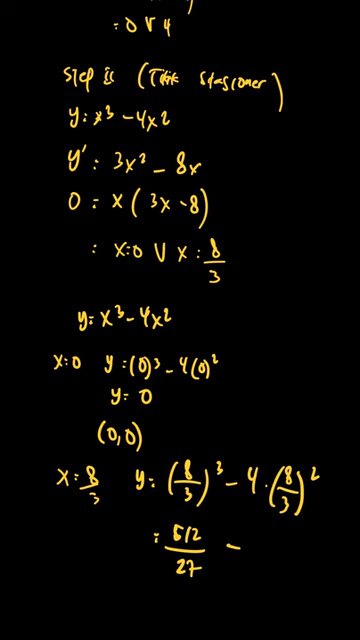 = 0 V 4
Step ii (Titik stasioner)
y = x³ - 4x²
y' = 3x² - 8x
0 = x (3x - 8)
= x = 0 V x = 8/3
y = x³ - 4x²
x = 0 y = (0)³ - 4(0)²
y = 0
(0,0)
x = 8/3 y = (8/3)³ - 4 · (8/3)²
= 512/27 -